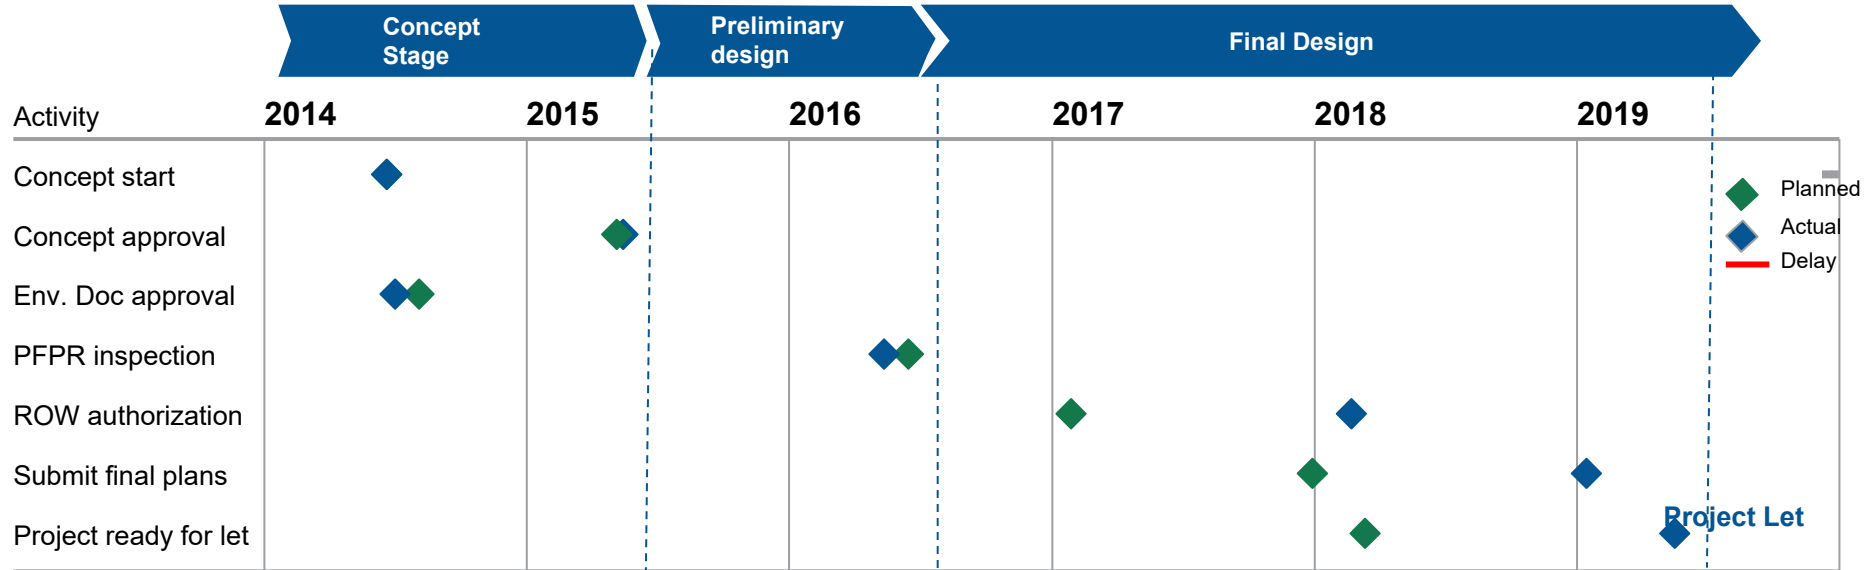 Concept
Stage
Preliminary
design
Final Design
Activity
2014
2015
2016
2017
2018
2019
Concept start
Planned
Concept approval
Actual
Delay
Env. Doc approval
PFPR inspection
ROW authorization
Submit final plans
Project Let
Project ready for let